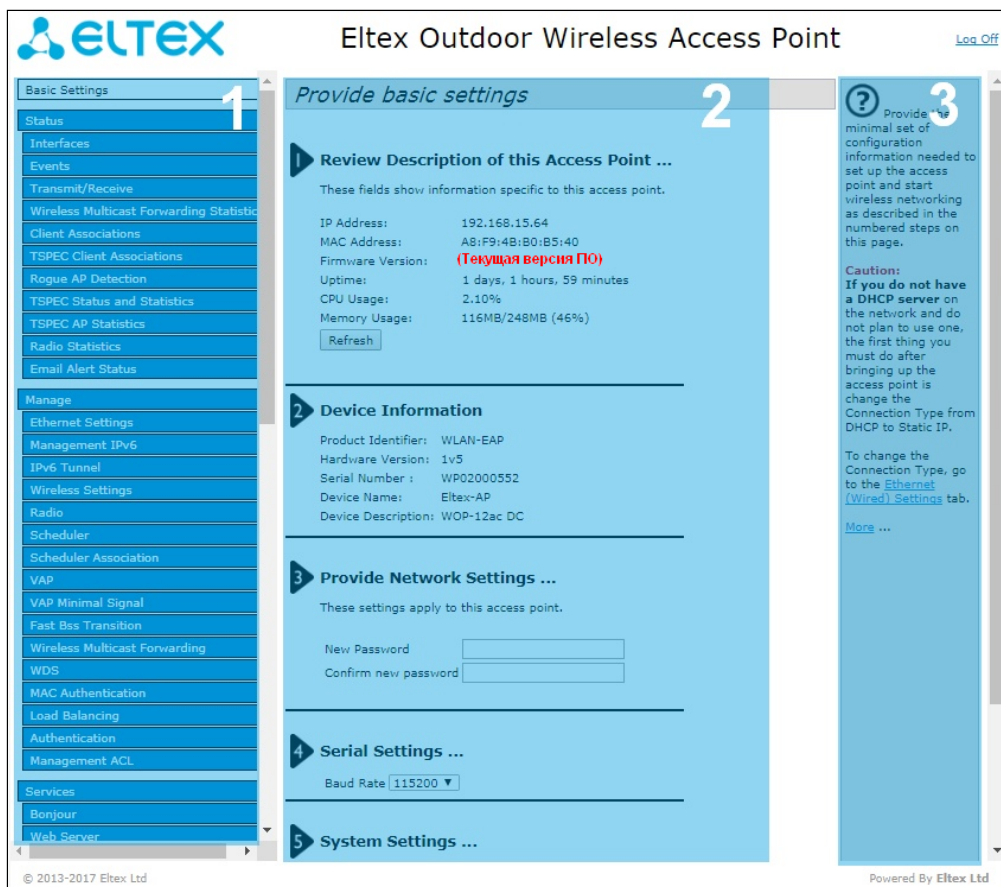 ELTEX
Eltex Outdoor Wireless Access Point
Log Off
Basic Settings
1
Status
Interfaces
Events
Transmit/Receive
Wireless Multicast Forwarding Statistic
Client Associations
TSPEC Client Associations
Rogue AP Detection
TSPEC Status and Statistics
TSPEC AP Statistics
Radio Statistics
Email Alert Status
Manage
Ethernet Settings
Management IPv6
IPv6 Tunnel
Wireless Settings
Radio
Scheduler
Scheduler Association
VAP
VAP Minimal Signal
Fast Bss Transition
Wireless Multicast Forwarding
WDS
MAC Authentication
Load Balancing
Authentication
Management ACL
Services
Bonjour
Web Server
Provide basic settings
2
1 Review Description of this Access Point ...
These fields show information specific to this access point.
IP Address: 192.168.15.64
MAC Address: A8:F9:4B:B0:B5:40
Firmware Version: (Текущая версия ПО)
Uptime: 1 days, 1 hours, 59 minutes
CPU Usage: 2.10%
Memory Usage: 116MB/248MB (46%)
Refresh
2 Device Information
Product Identifier: WLAN-EAP
Hardware Version: 1v5
Serial Number : WP02000552
Device Name: Eltex-AP
Device Description: WOP-12ac DC
3 Provide Network Settings ...
These settings apply to this access point.
New Password
Confirm new password
4 Serial Settings ...
Baud Rate 115200
5 System Settings ...
3
? Provide the
minimal set of
configuration
information needed to
set up the access
point and start
wireless networking
as described in the
numbered steps on
this page.
Caution:
If you do not have
a DHCP server on
the network and do
not plan to use one,
the first thing you
must do after
bringing up the
access point is
change the
Connection Type from
DHCP to Static IP.
To change the
Connection Type, go
to the Ethernet
(Wired) Settings tab.
More ...
© 2013-2017 Eltex Ltd
Powered By Eltex Ltd